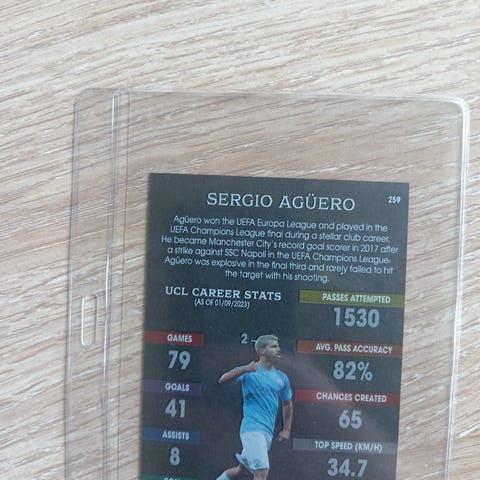 SERGIO AGÜERO
259
Agüero won the UEFA Europa League and played in the
UEFA Champions League final during a stellar club career.
He became Manchester City's record goal scorer in 2017 after
a strike against SSC Napoli in the UEFA Champions League.
Agüero was explosive in the final third and rarely failed to hit
the target with his shooting.
UCL CAREER STATS
(AS OF 01/09/2023)
PASSES ATTEMPTED
1530
GAMES
79
2
AVG. PASS ACCURACY
82%
GOALS
41
CHANCES CREATED
65
ASSISTS
8
TOP SPEED (KM/H)
34.7